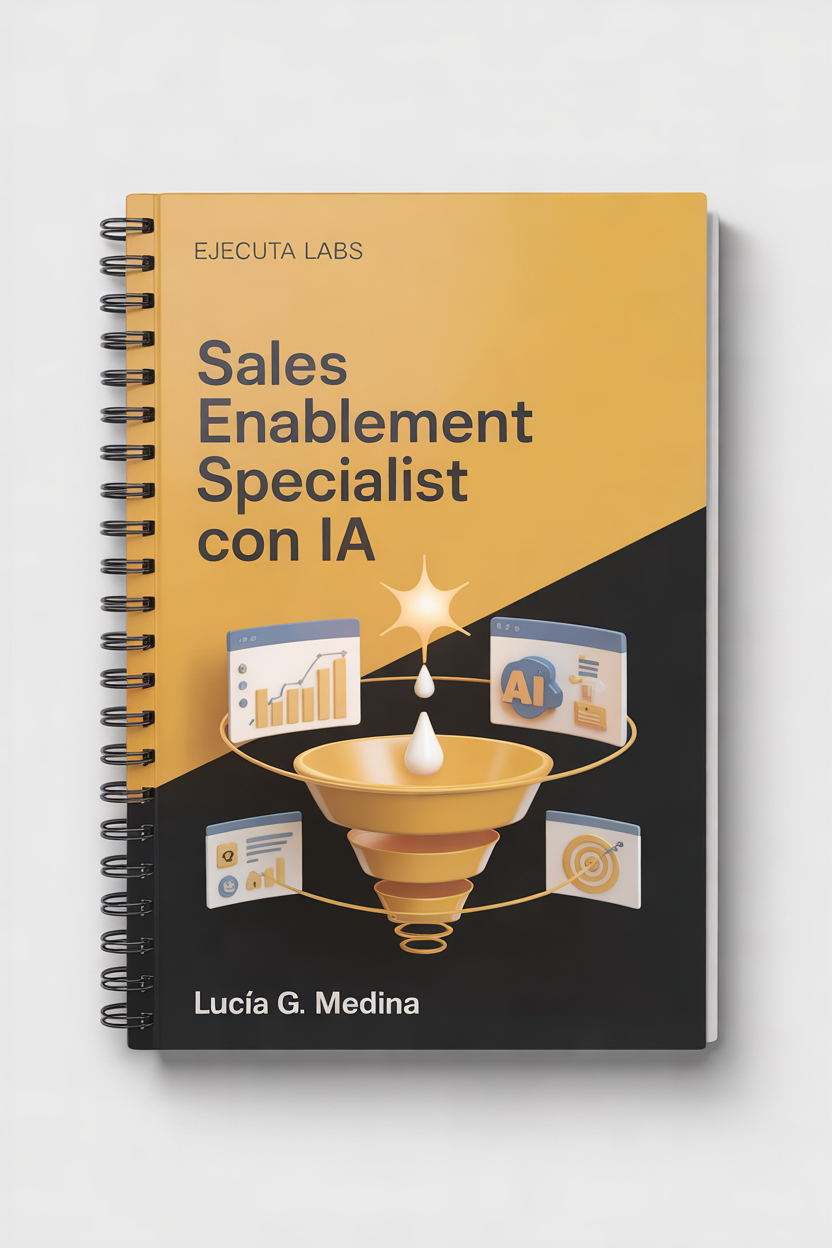 EJECUTA LABS
Sales
Enablement
Specialist
con IA
AI
Lucía G. Medina